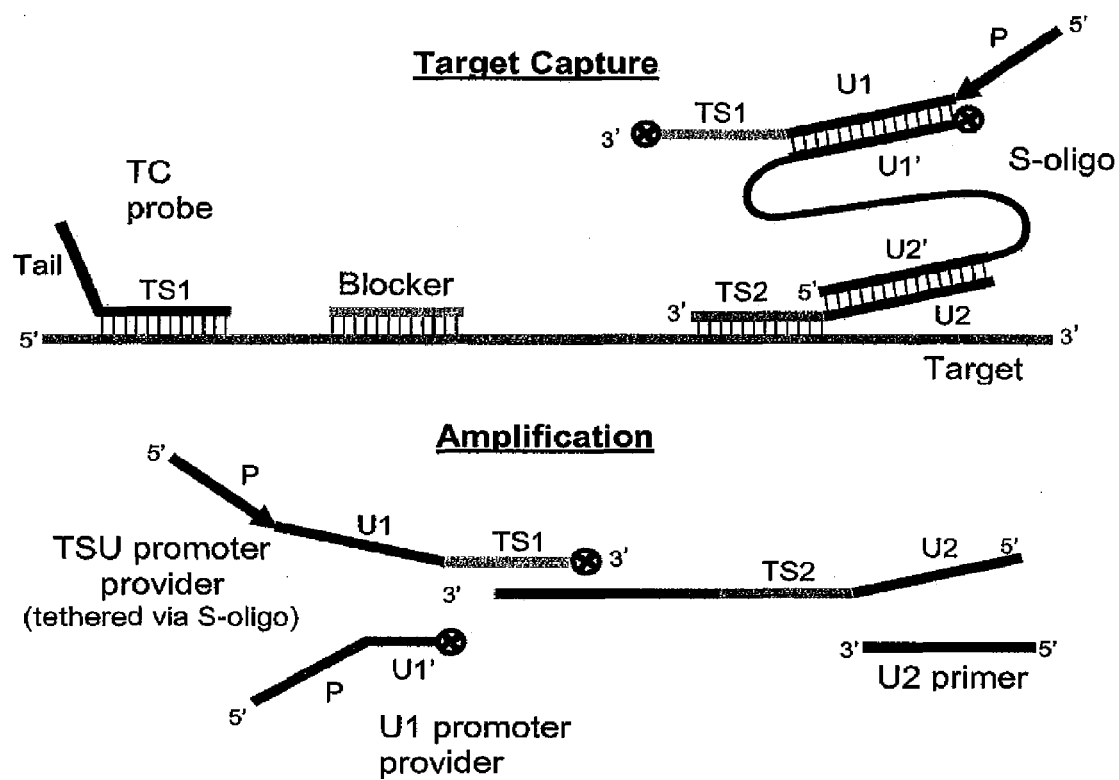 Target Capture
P
5'
U1
TS1
3'
U1'
S-oligo
TC
probe
Tail
TS1
Blocker
U2'
TS2
5'
3'
U2
5'
3'
Target
Amplification
5'
P
U1
TS1
3'
TSU promoter
provider
(tethered via S-oligo)
3'
TS2
U2
5'
U1'
P
5'
U1 promoter
provider
3'
5'
U2 primer